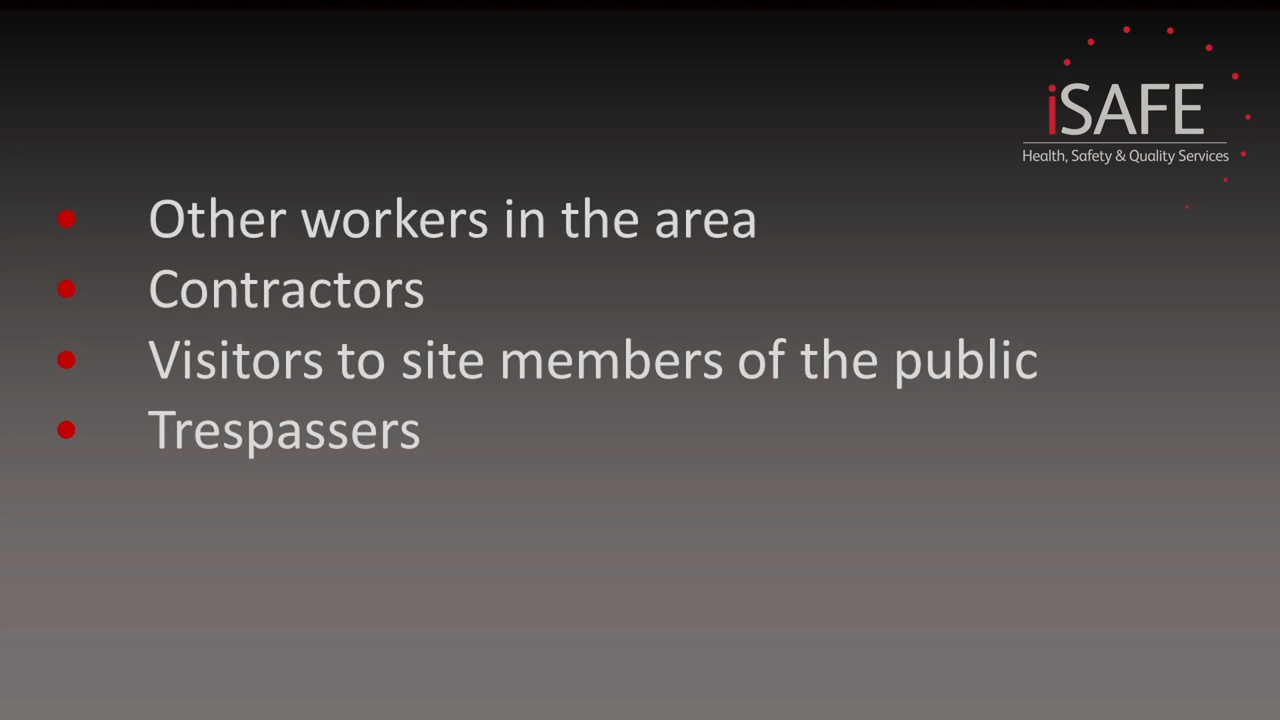 iSAFE
Health, Safety & Quality Services
Other workers in the area
Contractors
Visitors to site members of the public
Trespassers